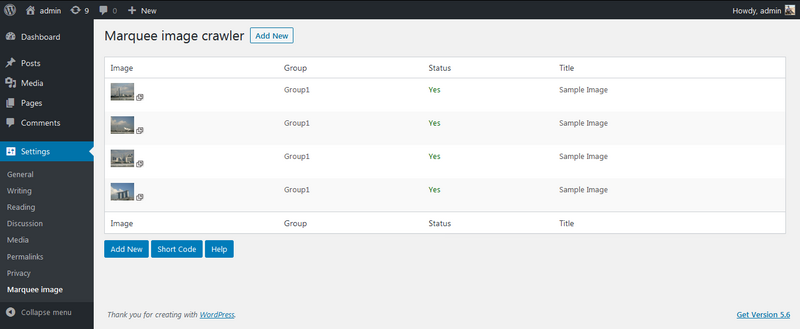 admin 9 0 New Howdy, admin
Dashboard
Marquee image crawler Add New
Posts
Media
Pages
Comments
Settings
General
Writing
Reading
Discussion
Media
Permalinks
Privacy
Marquee image
Collapse menu
Image Group Status Title
Group1 Yes Sample Image
Group1 Yes Sample Image
Group1 Yes Sample Image
Group1 Yes Sample Image
Image Group Status Title
Add New Short Code Help
Thank you for creating with WordPress. Get Version 5.6